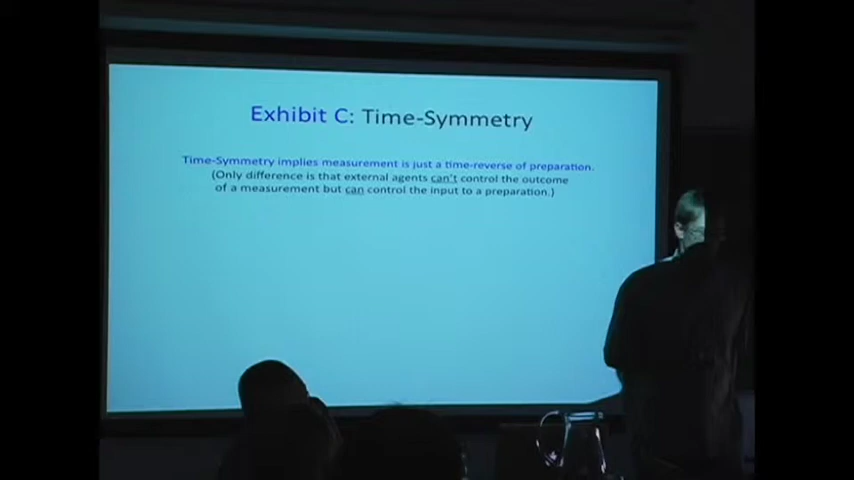 Exhibit C: Time-Symmetry
Time-Symmetry implies measurement is just a time-reverse of preparation.
(Only difference is that external agents can't control the outcome
of a measurement but can control the input to a preparation.)